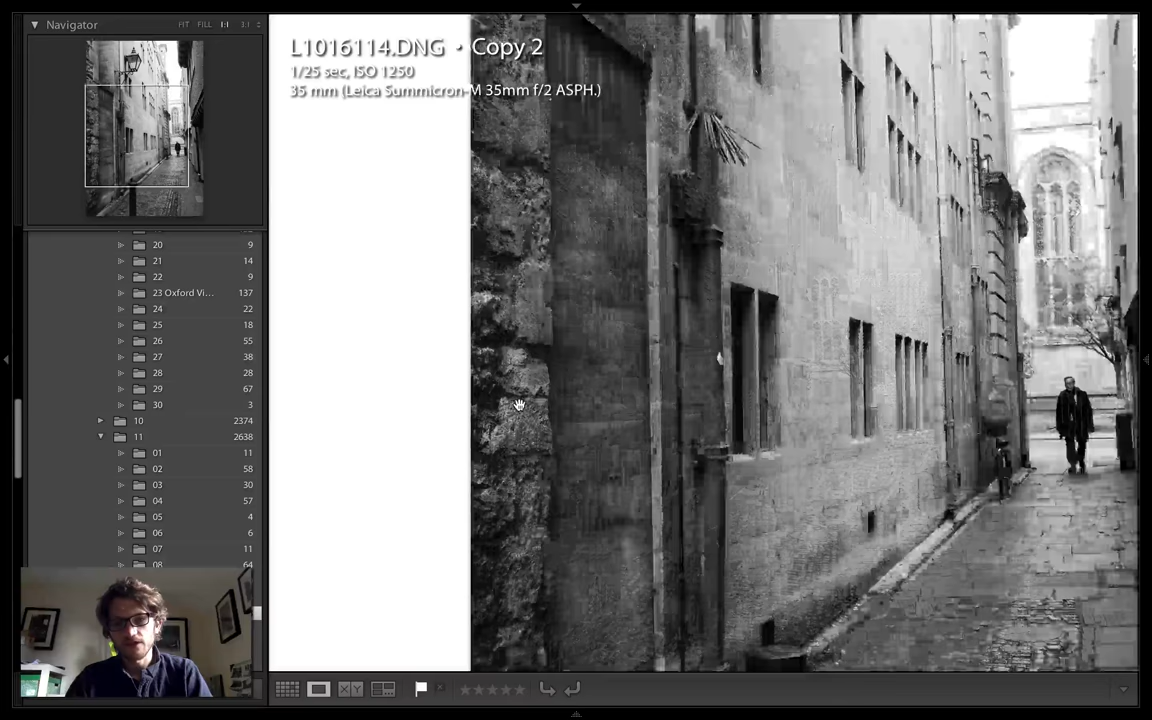 Navigator
FIT FILL 1:1 3:1
L1016114.DNG • Copy 2
1/25 sec, ISO 1250
35 mm (Leica Summicron-M 35mm f/2 ASPH.)
20 9
21 14
22 9
23 Oxford Vi... 137
24 22
25 18
26 55
27 38
28 28
29 67
30 3
10 2374
11 2638
01 11
02 58
03 30
04 57
05 4
06 6
07 11
08
XY